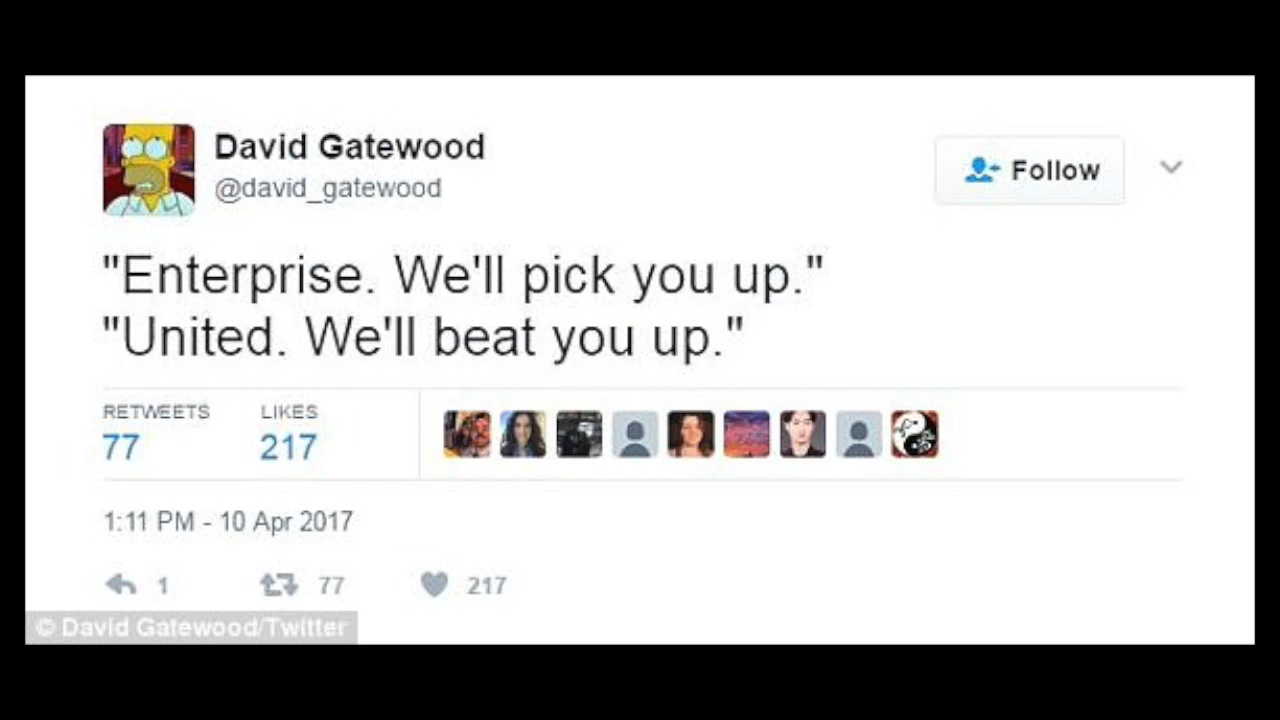 David Gatewood
@david_gatewood
Follow
"Enterprise. We'll pick you up."
"United. We'll beat you up."
RETWEETS LIKES
77 217
1:11 PM - 10 Apr 2017
1 77 217
© David Gatewood/Twitter